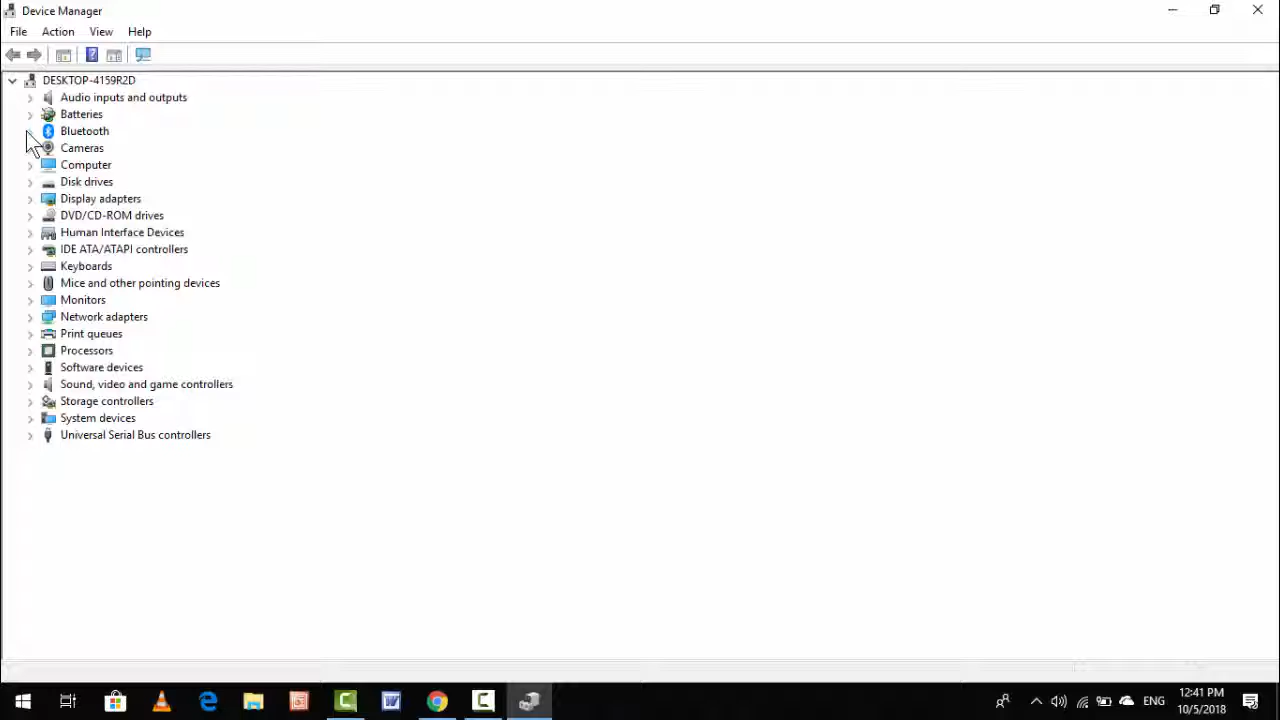 Device Manager
File Action View Help
DESKTOP-4159R2D
Audio inputs and outputs
Batteries
Bluetooth
Cameras
Computer
Disk drives
Display adapters
DVD/CD-ROM drives
Human Interface Devices
IDE ATA/ATAPI controllers
Keyboards
Mice and other pointing devices
Monitors
Network adapters
Print queues
Processors
Software devices
Sound, video and game controllers
Storage controllers
System devices
Universal Serial Bus controllers
ENG
12:41 PM
10/5/2018